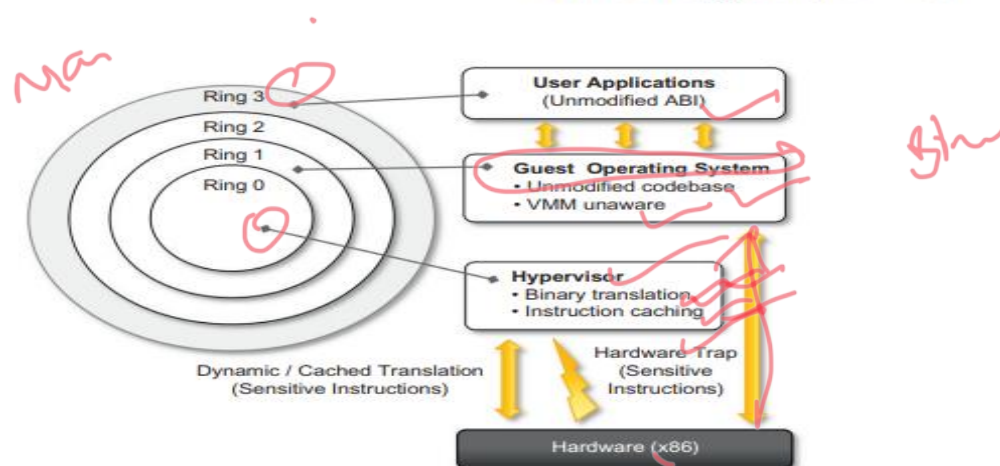 Ring 3
Ring 2
Ring 1
Ring 0
User Applications
(Unmodified ABI)
Guest Operating System
• Unmodified codebase
• VMM unaware
Hypervisor
• Binary translation
• Instruction caching
Dynamic / Cached Translation
(Sensitive Instructions)
Hardware Trap
(Sensitive
Instructions)
Hardware (x86)